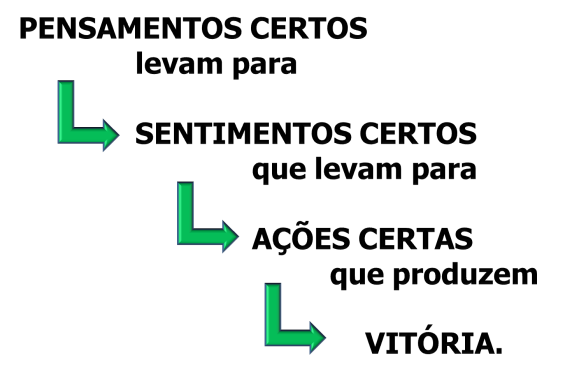 PENSAMENTOS CERTOS
levam para
SENTIMENTOS CERTOS
que levam para
AÇÕES CERTAS
que produzem
VITÓRIA.